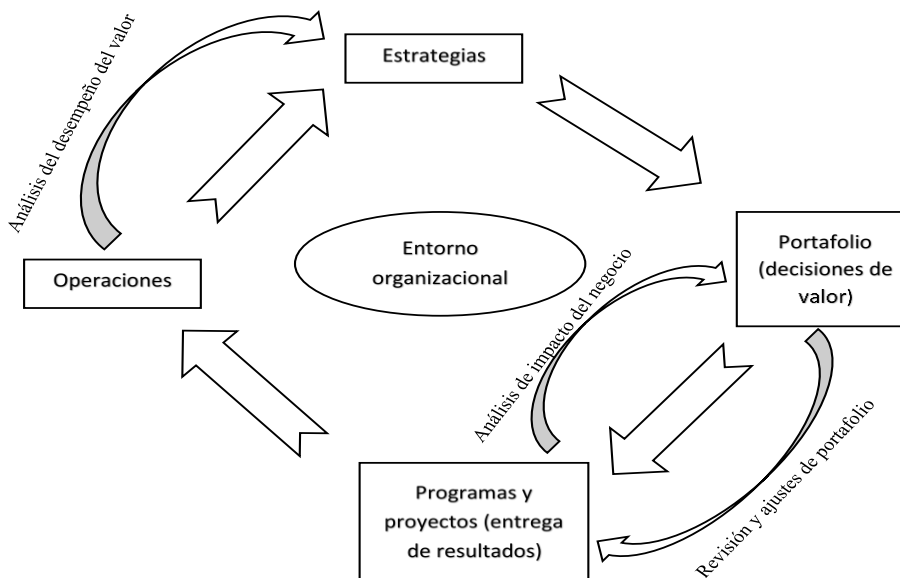 Análisis del desempeño del valor
Estrategias
Operaciones
Entorno
organizacional
Portafolio
(decisiones de
valor)
Análisis de impacto del negocio
Revisión y ajustes de portafolio
Programas y
proyectos (entrega
de resultados)